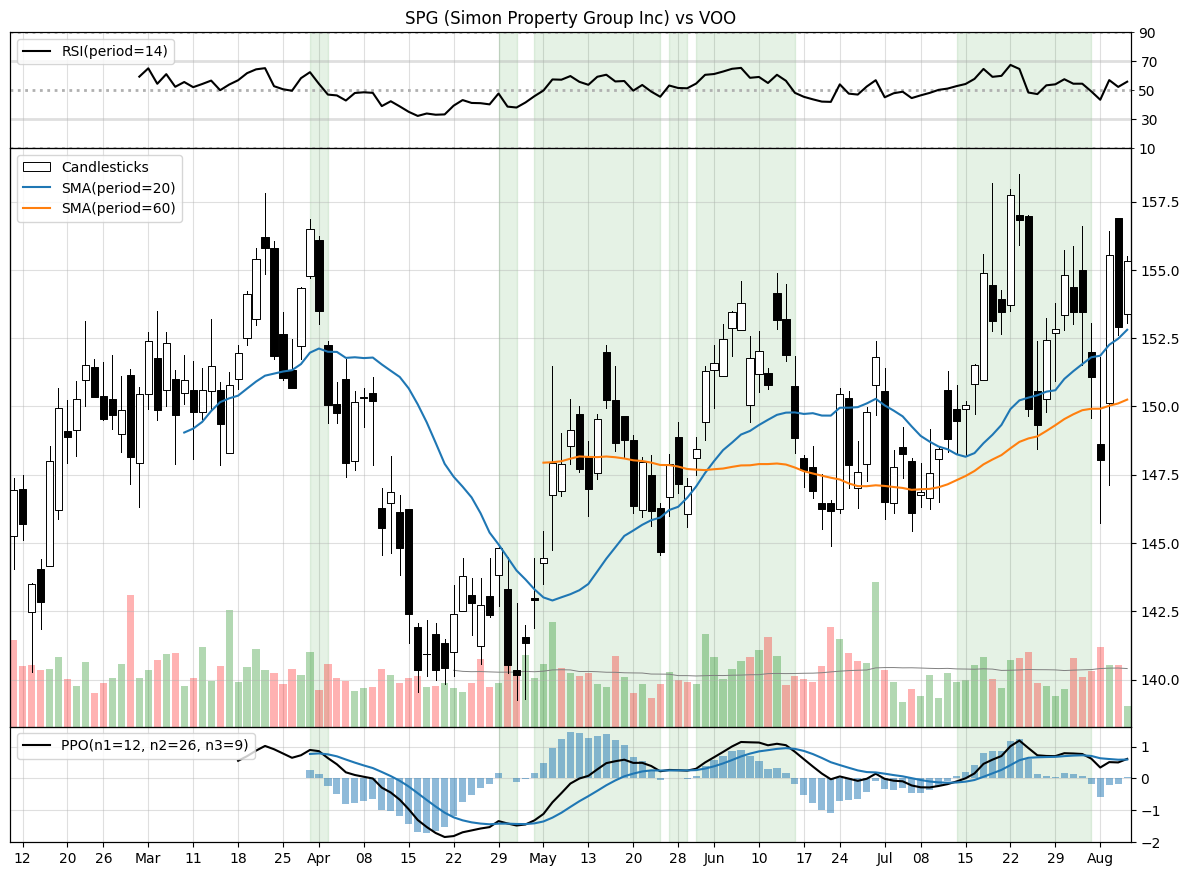 SPG (Simon Property Group Inc) vs VOO
RSI(period=14)
90
70
50
30
10
Candlesticks
SMA(period=20)
SMA(period=60)
157.5
155.0
152.5
150.0
147.5
145.0
142.5
140.0
PPO(n1=12, n2=26, n3=9)
1
0
−1
−2
12 20 26 Mar 11 18 25 Apr 08 15 22 29 May 13 20 28 Jun 10 17 24 Jul 08 15 22 29 Aug